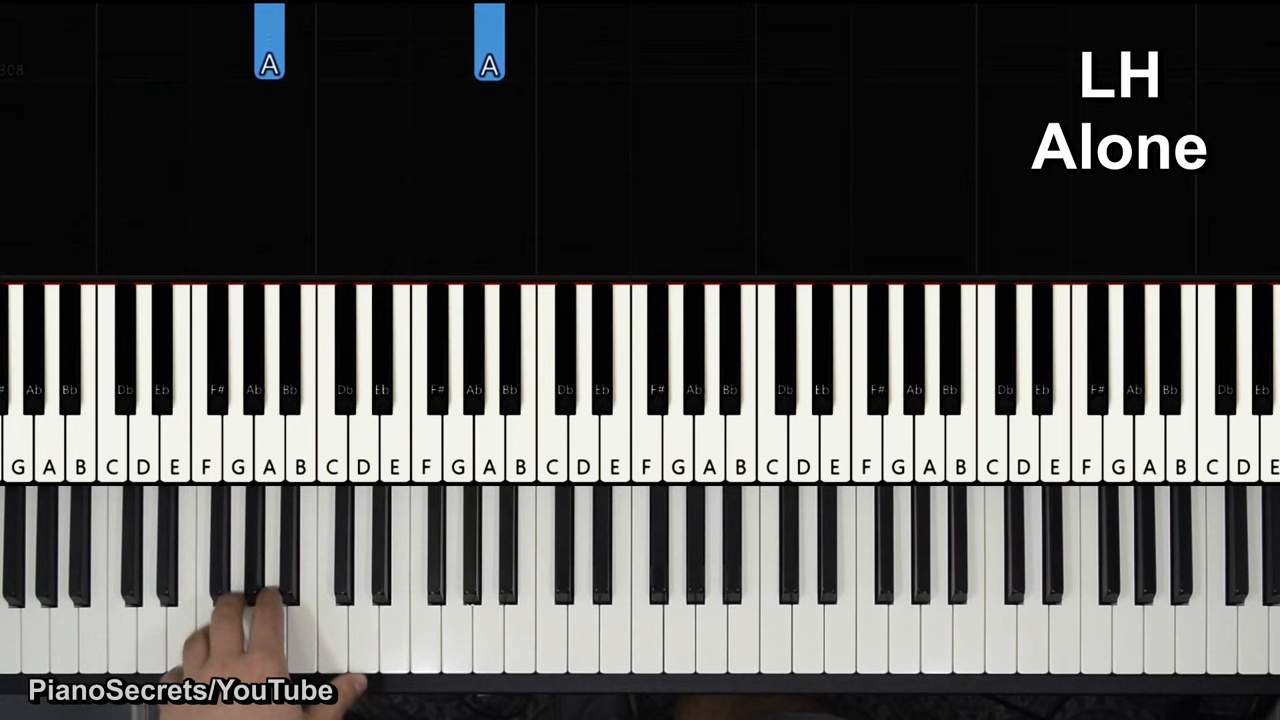 A A
LH
Alone
308
# Ab Bb Db Eb F# Ab Bb Db Eb F# Ab Bb Db Eb F# Ab Bb Db Eb F# Ab Bb Db Eb F# Ab Bb Db Eb
G A B C D E F G A B C D E F G A B C D E F G A B C D E F G A B C D E F G A B C D E
PianoSecrets/YouTube